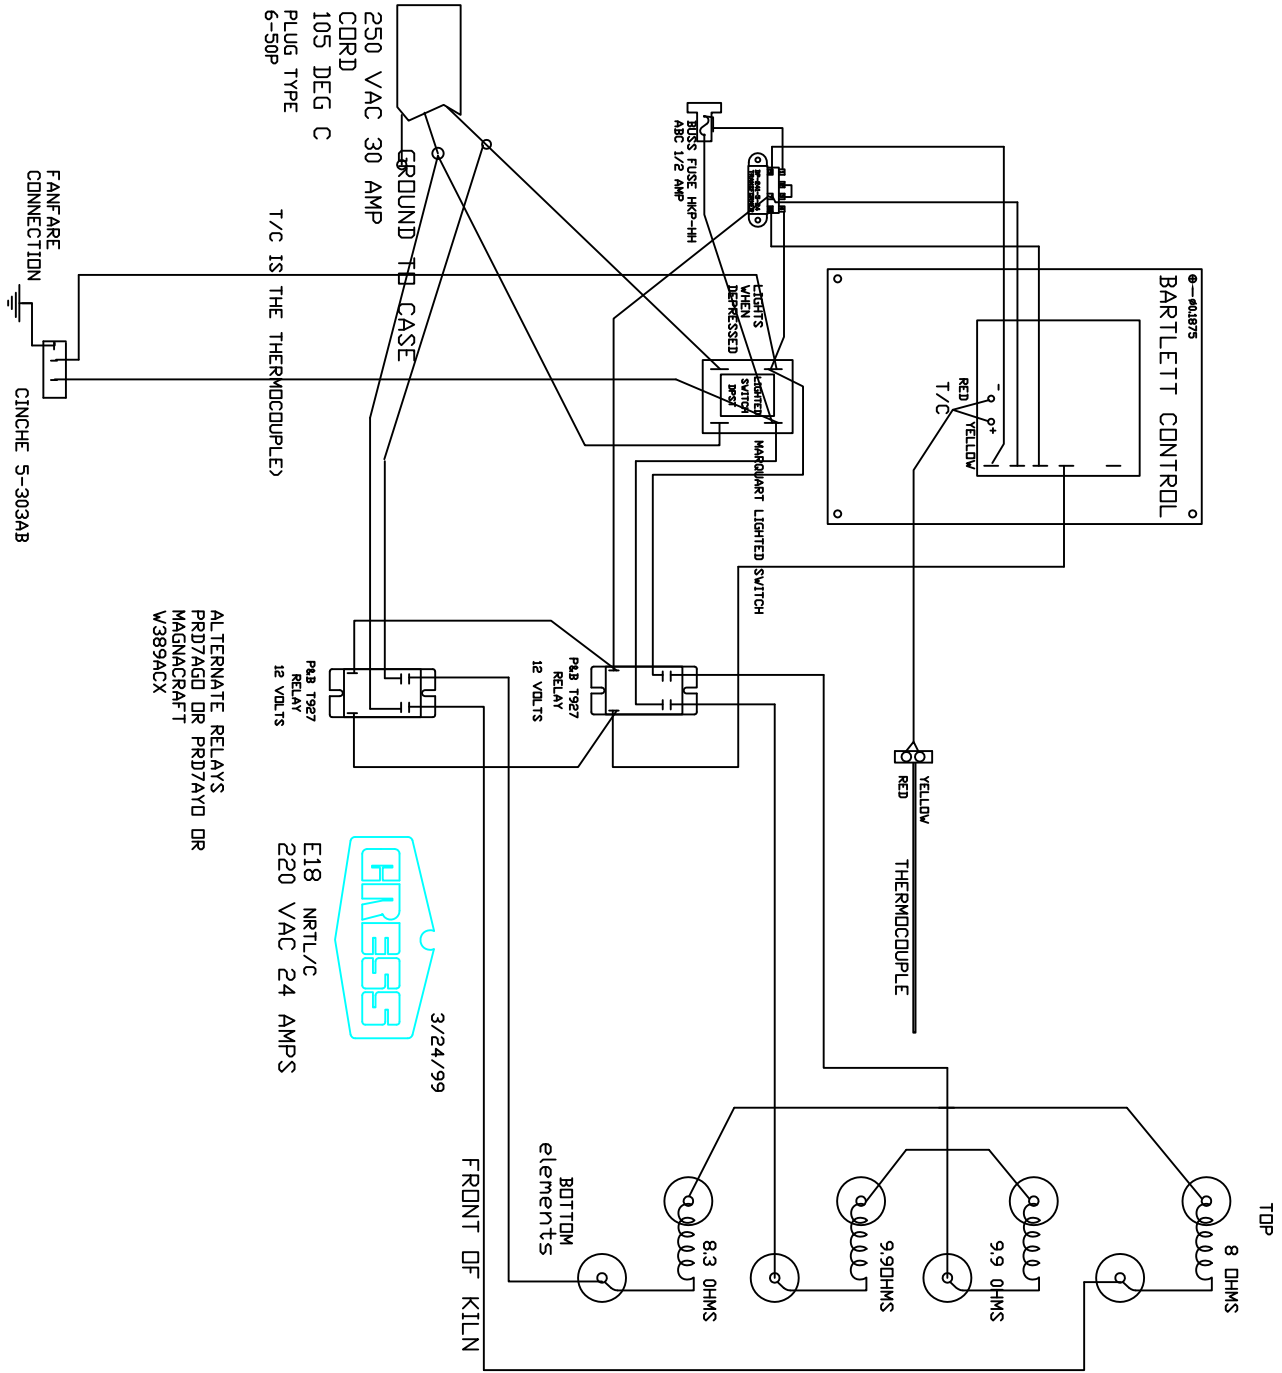 250 VAC 30 AMP
CORD
105 DEG C
PLUG TYPE
6-50P
GROUND TO CASE
T/C IS THE THERMOCOUPLE)
FANFARE
CONNECTION
CINCHE 5-303AB
BUSS FUSE HKP-HH
ABC 1/2 AMP
LIGHTS
WHEN
DEPRESSED
LIGHTED
SWITCH
DPST
MARQUART LIGHTED SWITCH
Ø0.1875
BARTLETT CONTROL
-
RED
T/C
+
YELLOW
P&B T927
RELAY
12 VOLTS
P&B T927
RELAY
12 VOLTS
ALTERNATE RELAYS
PRD7AGO OR PRD7AYO OR
MAGNACRAFT
W389ACX
YELLOW
RED
THERMOCOUPLE
CRESS
E18 NRTL/C
220 VAC 24 AMPS
3/24/99
BOTTOM
elements
FRONT OF KILN
TOP
8 OHMS
9.9 OHMS
9.9OHMS
8.3 OHMS